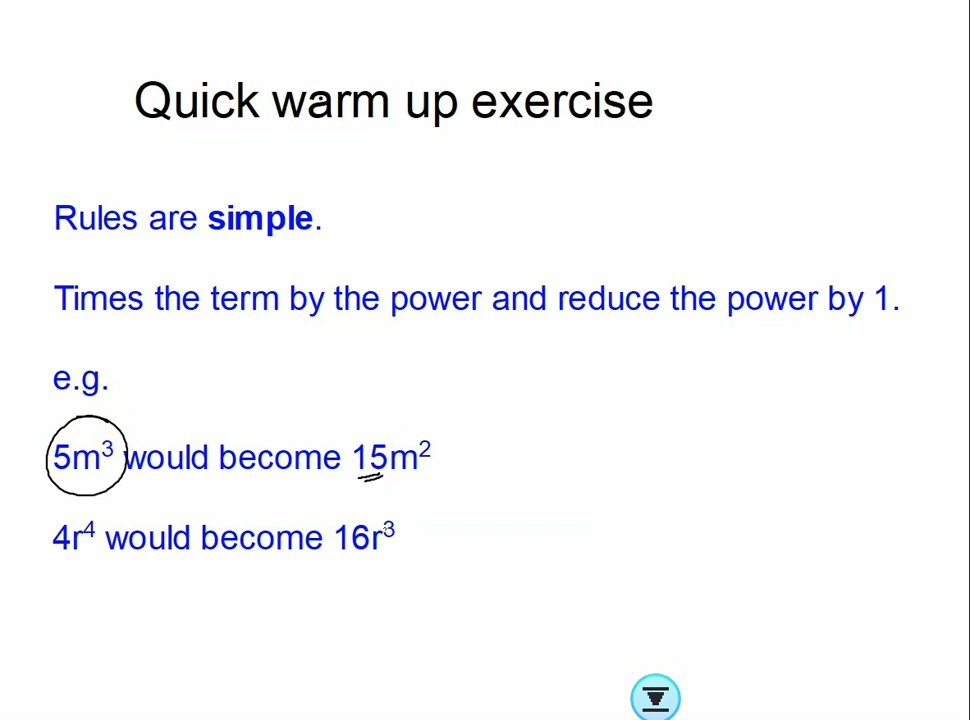 Quick warm up exercise
Rules are simple.
Times the term by the power and reduce the power by 1.
e.g.
5m³ would become 15m²
4r⁴ would become 16r³